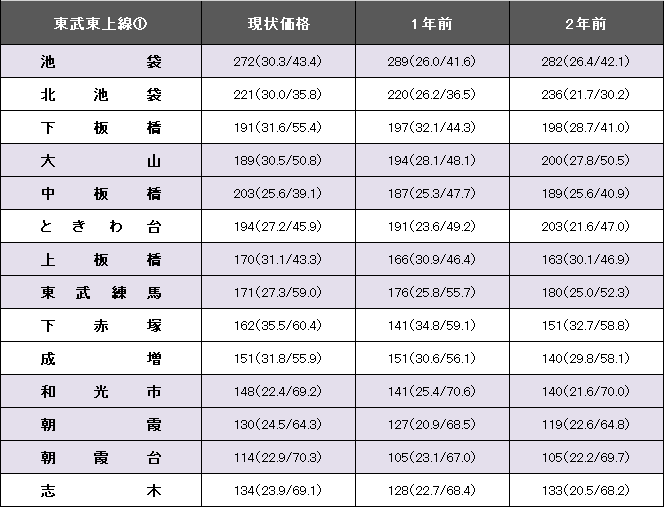 東武東上線① 現状価格 1年前 2年前
池袋 272(30.3/43.4) 289(26.0/41.6) 282(26.4/42.1)
北池袋 221(30.0/35.8) 220(26.2/36.5) 236(21.7/30.2)
下板橋 191(31.6/55.4) 197(32.1/44.3) 198(28.7/41.0)
大山 189(30.5/50.8) 194(28.1/48.1) 200(27.8/50.5)
中板橋 203(25.6/39.1) 187(25.3/47.7) 189(25.6/40.9)
ときわ台 194(27.2/45.9) 191(23.6/49.2) 203(21.6/47.0)
上板橋 170(31.1/43.3) 166(30.9/46.4) 163(30.1/46.9)
東武練馬 171(27.3/59.0) 176(25.8/55.7) 180(25.0/52.3)
下赤塚 162(35.5/60.4) 141(34.8/59.1) 151(32.7/58.8)
成増 151(31.8/55.9) 151(30.6/56.1) 140(29.8/58.1)
和光市 148(22.4/69.2) 141(25.4/70.6) 140(21.6/70.0)
朝霞 130(24.5/64.3) 127(20.9/68.5) 119(22.6/64.8)
朝霞台 114(22.9/70.3) 105(23.1/67.0) 105(22.2/69.7)
志木 134(23.9/69.1) 128(22.7/68.4) 133(20.5/68.2)